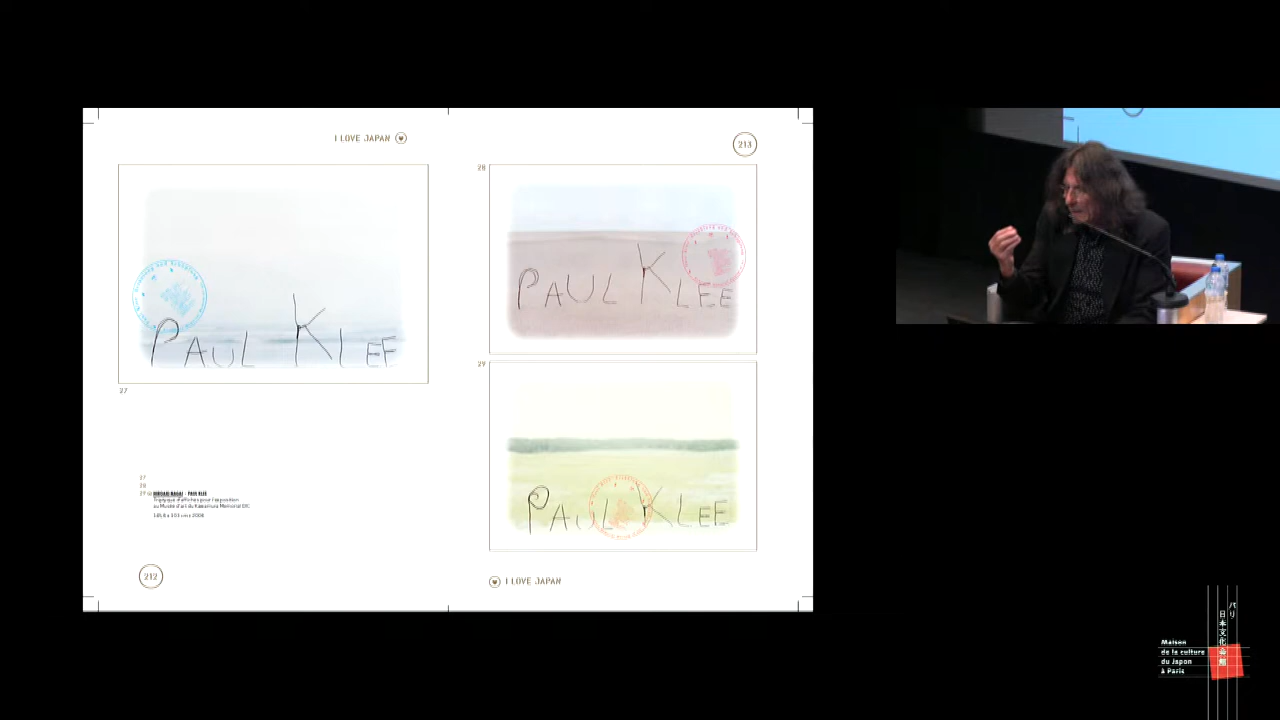 I LOVE JAPAN
213
PAUL KLEE
27
28
PAUL KLEE
29
PAUL KLEE
27
28
29
- PAUL KLEE
Triptyque d'affiches pour l'exposition
au Musée d'art du Kawamura Memorial DIC
2008
212
I LOVE JAPAN
パリ
日本文化会館
Maison
de la culture
du Japon
à Paris